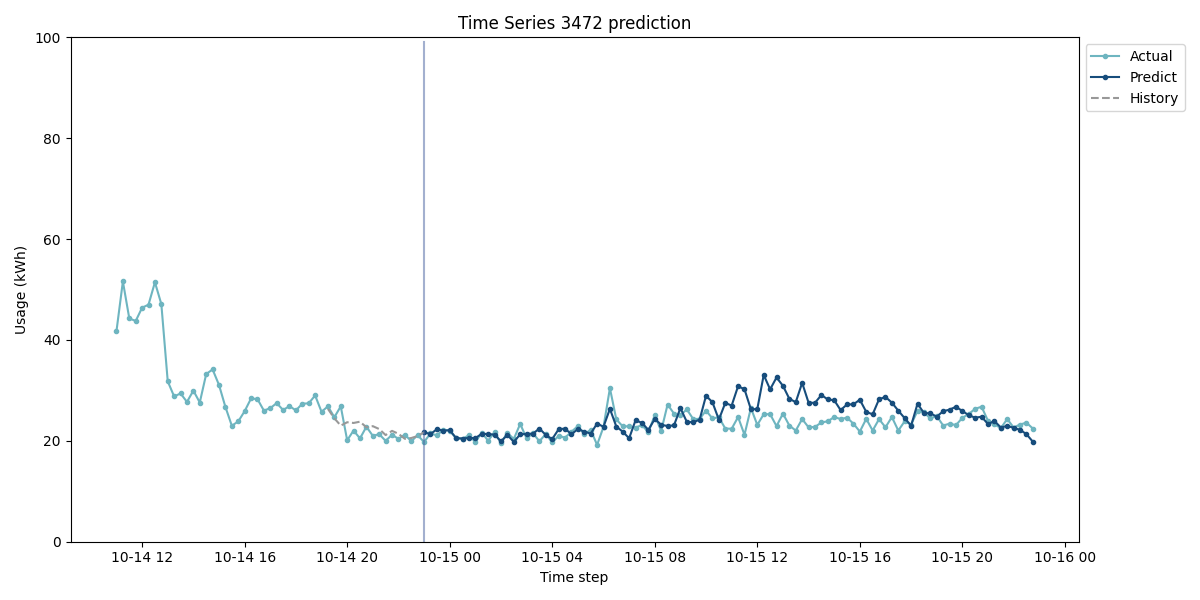 Time Series 3472 prediction
100
80
60
40
20
0
Usage (kWh)
10-14 12
10-14 16
10-14 20
10-15 00
10-15 04
10-15 08
10-15 12
10-15 16
10-15 20
10-16 00
Time step
Actual
Predict
History